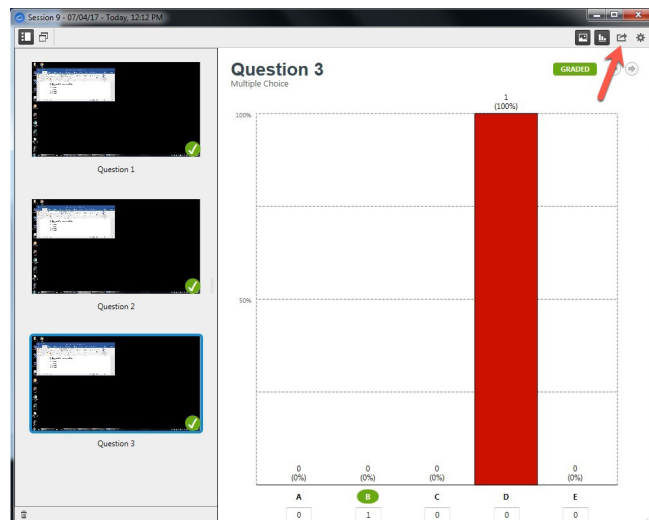 Session 9 - 07/04/17 - Today, 12:12 PM
Question 1
Question 2
Question 3
Question 3
Multiple Choice
GRADED
1
(100%)
100%
50%
0 0 0 0
(0%) (0%) (0%) (0%)
A B C D E
0 1 0 0 0